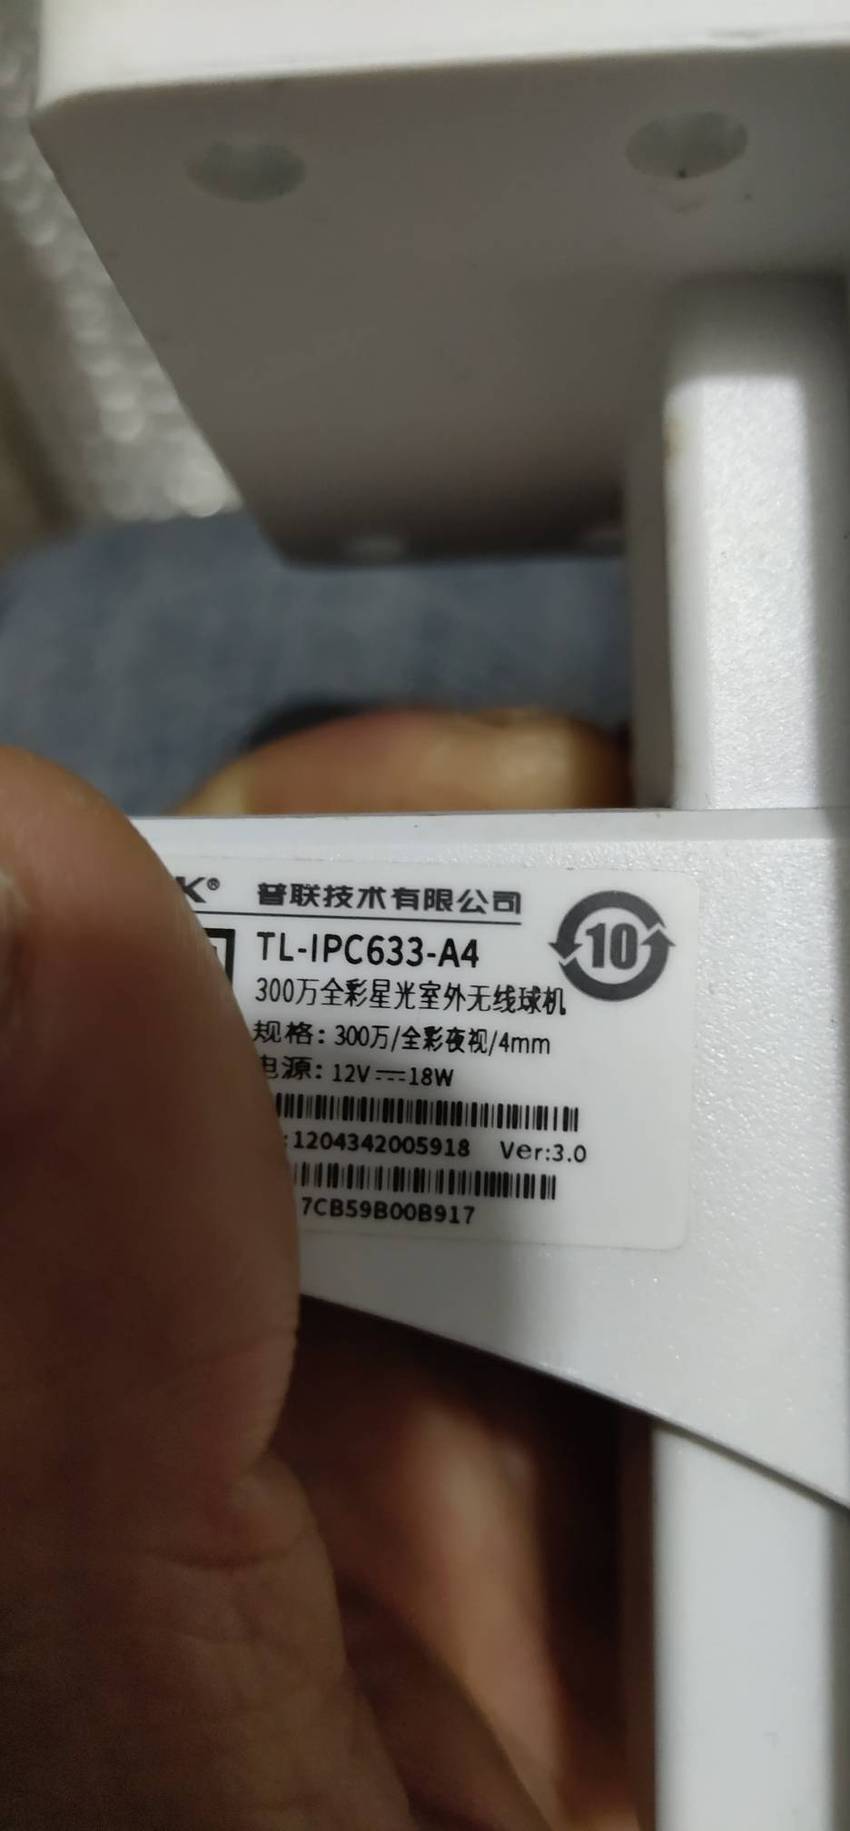 K® 普联技术有限公司
10
TL-IPC633-A4
300万全彩星光室外无线球机
规格: 300万/全彩夜视/4mm
电源: 12V⎓18W
:1204342005918 Ver:3.0
7CB59B00B917